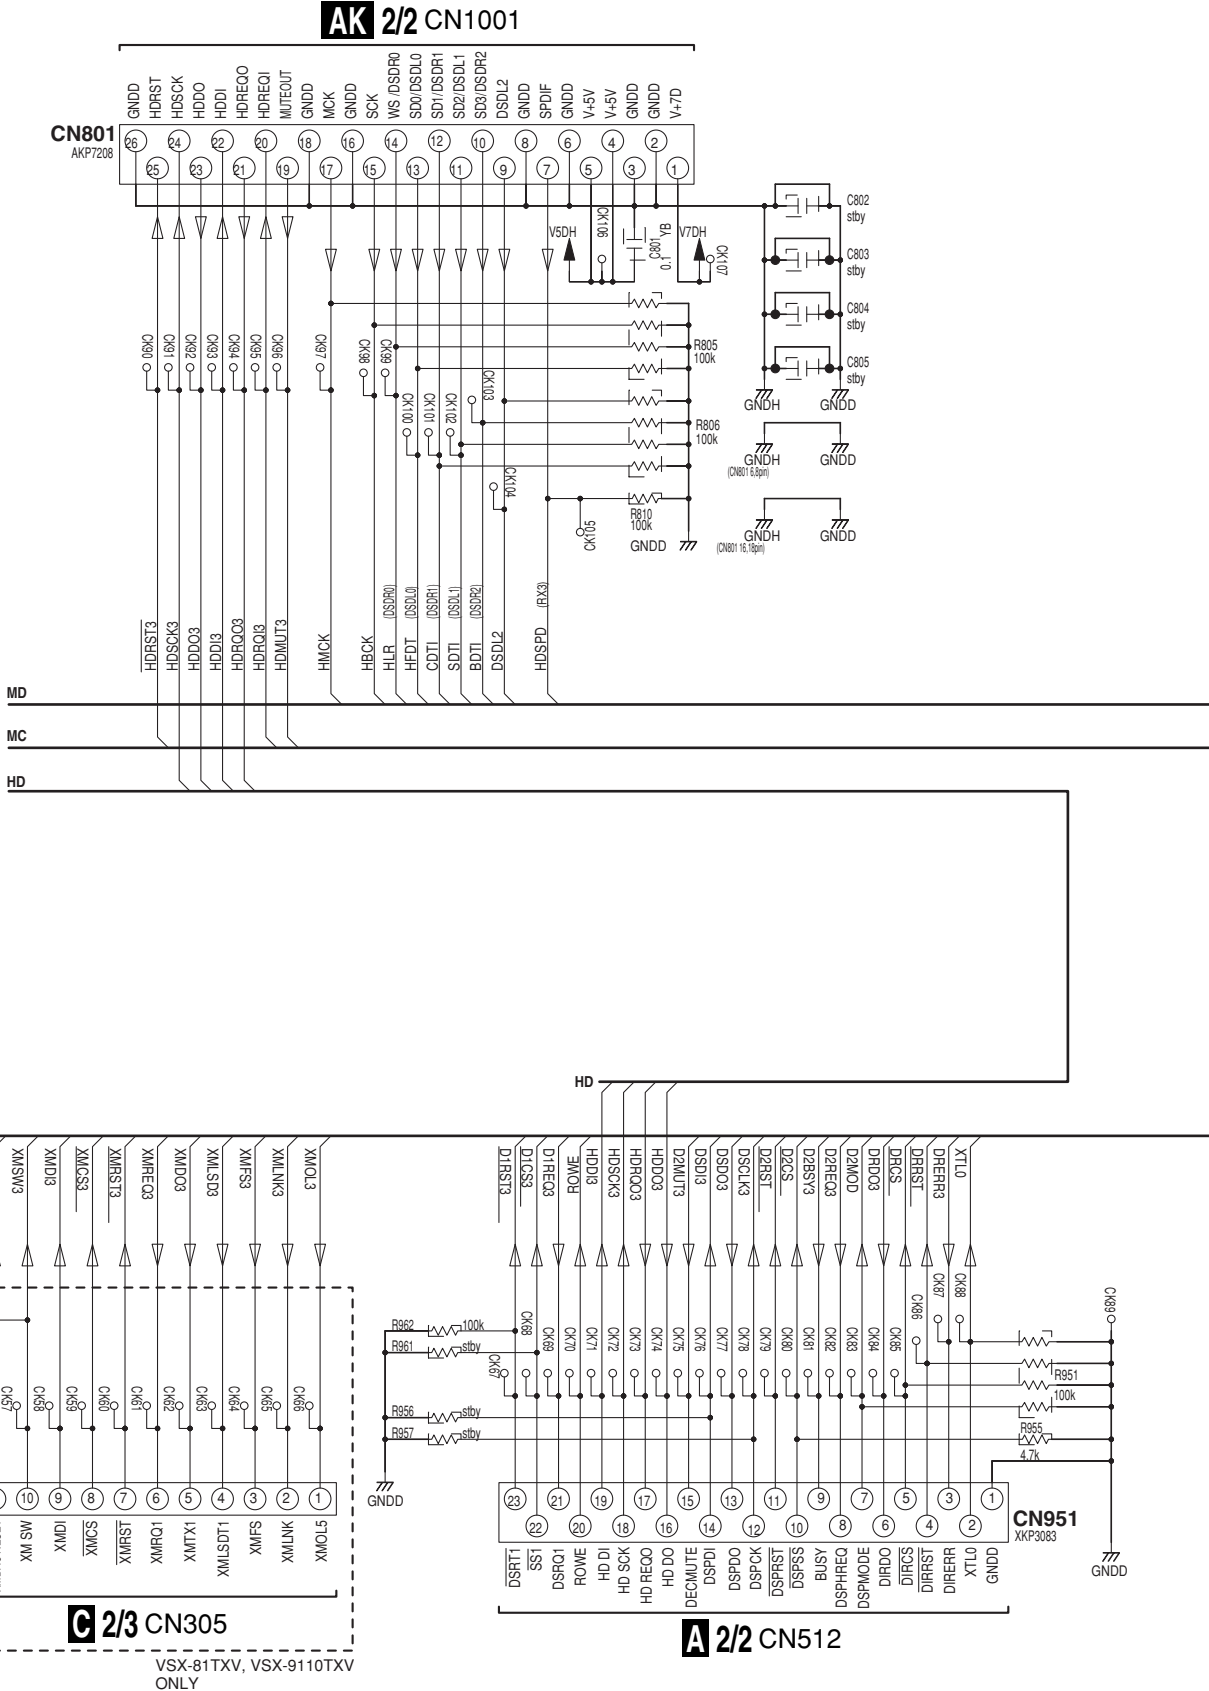 AK 2/2 CN1001
GNDD
HDRST
HDSCK
HDDO
HDDI
HDREQO
HDREQI
MUTEOUT
GNDD
MCK
GNDD
SCK
WS /DSDR0
SD0/DSDL0
SD1/DSDR1
SD2/DSDL1
SD3/DSDR2
DSDL2
GNDD
SPDIF
GNDD
V+5V
V+5V
GNDD
GNDD
V+7D
CN801
AKP7208
26 24 22 20 18 16 14 12 10 8 6 4 2
25 23 21 19 17 15 13 11 9 7 5 3 1
V5DH
CK106
C801
0.1
YB
V7DH
CK107
C802
stby
C803
stby
C804
stby
C805
stby
GNDH GNDD
GNDH GNDD
(CN801 6,8pin)
GNDH GNDD
(CN801 16,18pin)
CK90
CK91
CK92
CK93
CK94
CK95
CK96
CK97
CK98
CK99
CK100
CK101
CK102
CK103
CK104
CK105
R805
100k
R806
100k
R810
100k
GNDD
HDRST3
HDSCK3
HDDO3
HDDI3
HDRQO3
HDRQI3
HDMUT3
HMCK
HBCK
HLR (DSDR0)
HFDT (DSDL0)
CDTI (DSDR1)
SDTI (DSDL1)
BDTI (DSDR2)
DSDL2
HDSPD (RX3)
MD
MC
HD
HD
XMSW3
XMDI3
XMCS3
XMRST3
XMREQ3
XMDO3
XMLSD3
XMFS3
XMLNK3
XMOL3
CK57
CK58
CK59
CK60
CK61
CK62
CK63
CK64
CK65
CK66
10 9 8 7 6 5 4 3 2 1
XM SW
XMDI
XMCS
XMRST
XMRQ1
XMTX1
XMLSDT1
XMFS
XMLNK
XMOL5
C 2/3 CN305
VSX-81TXV, VSX-9110TXV
ONLY
D1RST3
D1CS3
D1REQ3
ROWE
HDDI3
HDSCK3
HDRQO3
HDDO3
D2MUT3
DSDI3
DSDO3
DSCLK3
D2RST
D2CS
D2BSY3
D2REQ3
D2MOD
DRDO3
DRCS
DRRST
DRERR3
XTL0
R962 100k
R961 stby
R956 stby
R957 stby
GNDD
CK67
CK68
CK69
CK70
CK71
CK72
CK73
CK74
CK75
CK76
CK77
CK78
CK79
CK80
CK81
CK82
CK83
CK84
CK85
CK86
CK87
CK88
CK89
R951
100k
R955
4.7k
GNDD
23 21 19 17 15 13 11 9 7 5 3 1
22 20 18 16 14 12 10 8 6 4 2
CN951
XKP3083
DSRT1
SS1
DSRQ1
ROWE
HD DI
HD SCK
HD REQO
HD DO
DECMUTE
DSPDI
DSPDO
DSPCK
DSPRST
DSPSS
BUSY
DSPHREQ
DSPMODE
DIRDO
DIRCS
DIRRST
DIRERR
XTL0
GNDD
A 2/2 CN512